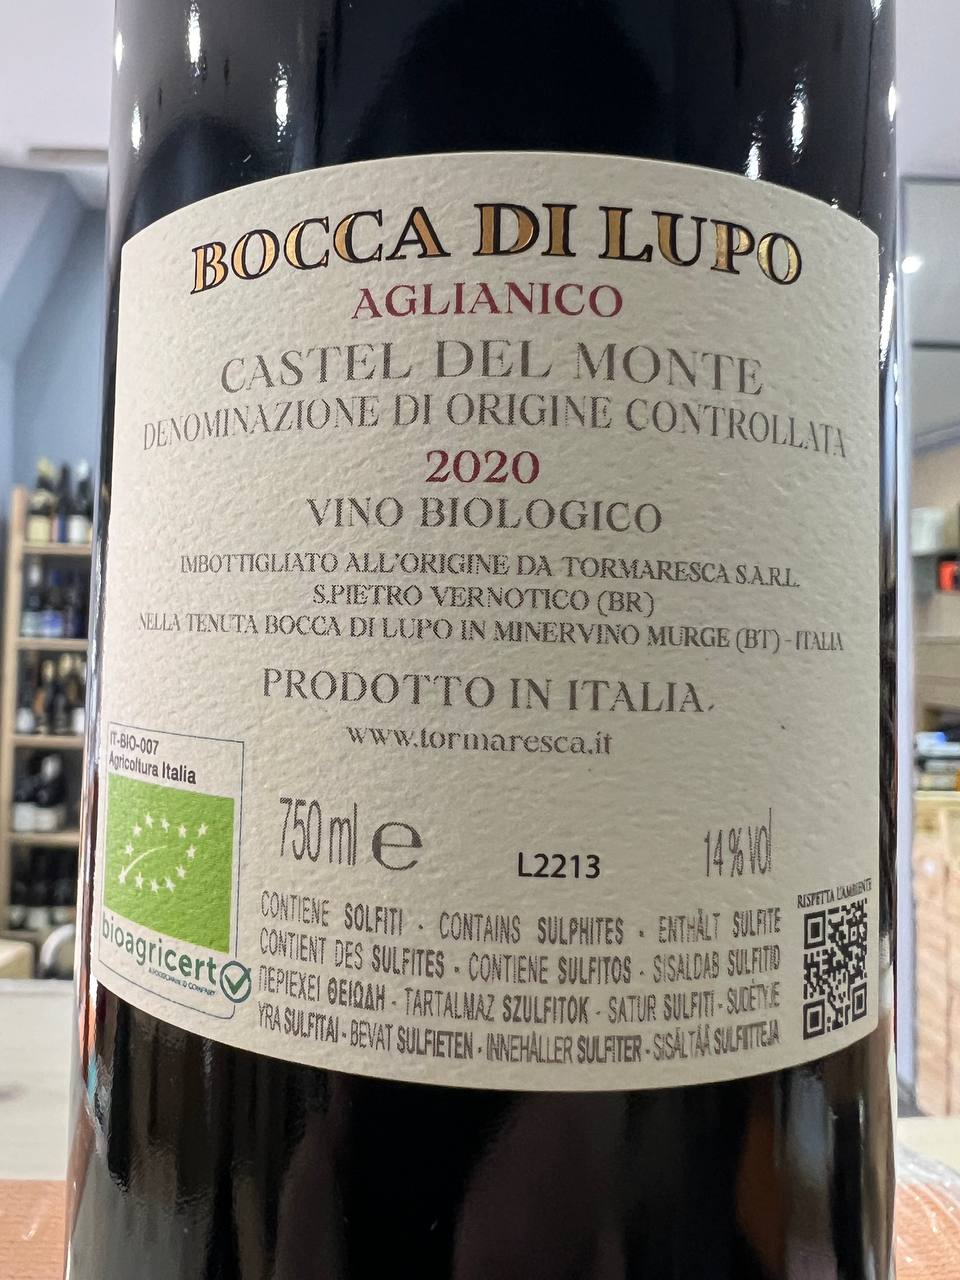 BOCCA DI LUPO
AGLIANICO
CASTEL DEL MONTE
DENOMINAZIONE DI ORIGINE CONTROLLATA
2020
VINO BIOLOGICO
IMBOTTIGLIATO ALL'ORIGINE DA TORMARESCA S.A.R.L.
S.PIETRO VERNOTICO (BR)
NELLA TENUTA BOCCA DI LUPO IN MINERVINO MURGE (BT) - ITALIA
PRODOTTO IN ITALIA.
www.tormaresca.it
IT-BIO-007
Agricoltura Italia
bioagricert
750 ml e
L2213
14 % vol
RISPETTA L'AMBIENTE
CONTIENE SOLFITI - CONTAINS SULPHITES - ENTHÄLT SULFITE
CONTIENT DES SULFITES - CONTIENE SULFITOS - SISALDAB SULFITID
ΠΕΡΙΕΧΕΙ ΘΕΙΩΔΗ - TARTALMAZ SZULFITOK - SATUR SULFITI - SUDĖTYJE
YRA SULFITAI - BEVAT SULFIETEN - INNEHÅLLER SULFITER - SISÄLTÄÄ SULFIITTEJA